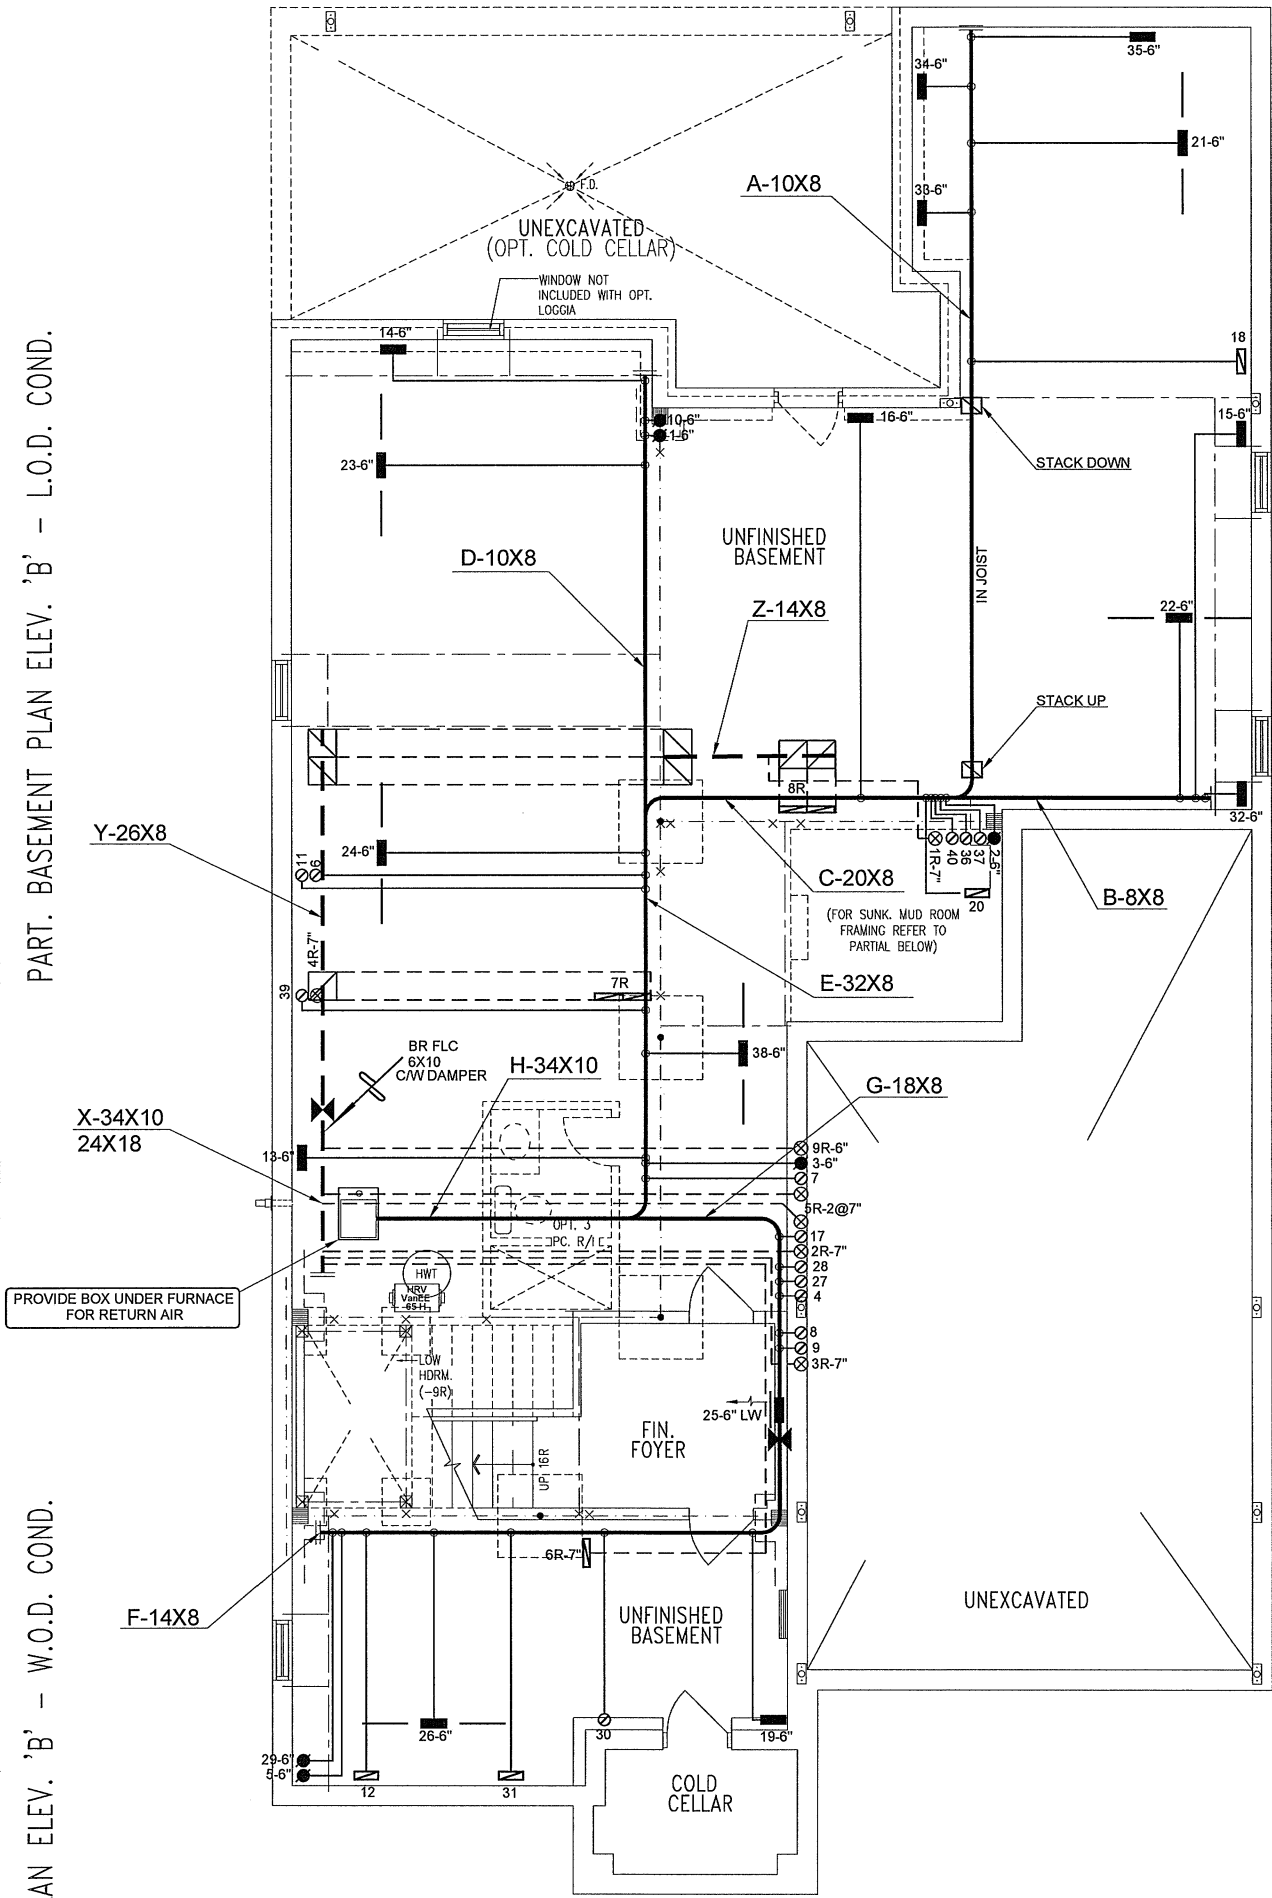 35-6"
34-6"
21-6"
A-10X8
33-6"
F.D.
UNEXCAVATED
(OPT. COLD CELLAR)
WINDOW NOT
INCLUDED WITH OPT.
LOGGIA
14-6"
18
10-6"
1-6"
16-6"
15-6"
23-6"
STACK DOWN
UNFINISHED
BASEMENT
D-10X8
IN JOIST
Z-14X8
22-6"
STACK UP
PART. BASEMENT PLAN ELEV. 'B' - L.O.D. COND.
8R
32-6"
Y-26X8
24-6"
11
6
1R-7"
40
36
37
2-6"
20
C-20X8
B-8X8
(FOR SUNK. MUD ROOM
FRAMING REFER TO
PARTIAL BELOW)
4R-7"
39
7R
E-32X8
BR FLC
6X10
C/W DAMPER
H-34X10
38-6"
G-18X8
X-34X10
24X18
13-6"
9R-6"
3-6"
7
5R-2@7"
OPT. 3
PC. R/I
17
2R-7"
28
27
4
HWT
HRV
VanEE
65 H
PROVIDE BOX UNDER FURNACE
FOR RETURN AIR
8
9
3R-7"
LOW
HDRM.
(-9R)
25-6" LW
FIN.
FOYER
UP 16R
6R-7"
F-14X8
UNFINISHED
BASEMENT
UNEXCAVATED
26-6"
30
19-6"
29-6"
5-6"
12
31
COLD
CELLAR
AN ELEV. 'B' - W.O.D. COND.